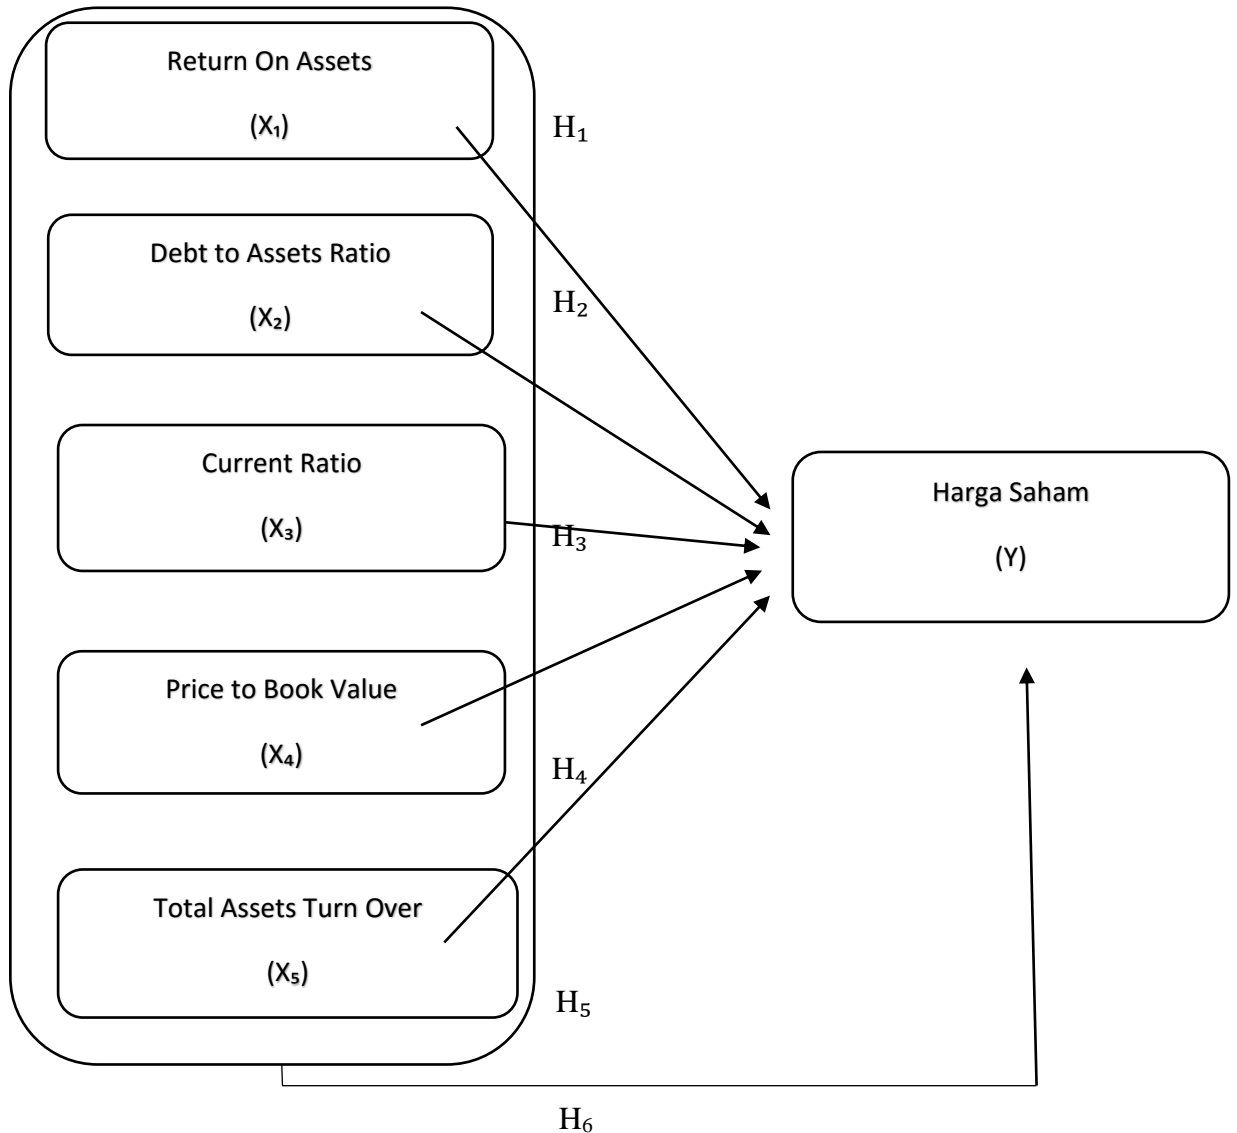 Return On Assets
(X₁)
H₁
Debt to Assets Ratio
(X₂)
H₂
Current Ratio
(X₃)
H₃
Harga Saham
(Y)
Price to Book Value
(X₄)
H₄
Total Assets Turn Over
(X₅)
H₅
H₆